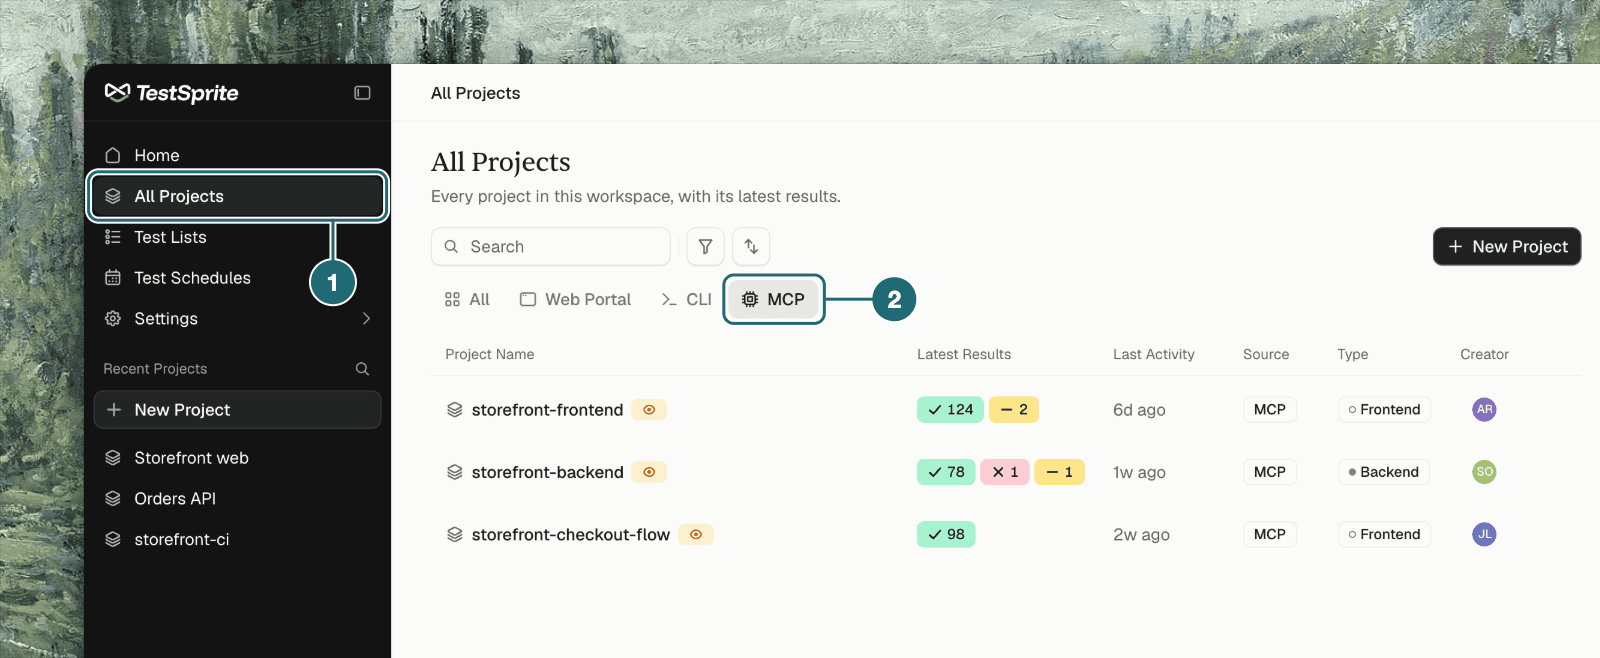 TestSprite
Home
All Projects
Test Lists
Test Schedules
Settings
1
Recent Projects
New Project
Storefront web
Orders API
storefront-ci
All Projects
All Projects
Every project in this workspace, with its latest results.
Search
New Project
All Web Portal CLI MCP 2
Project Name Latest Results Last Activity Source Type Creator
storefront-frontend 124 2 6d ago MCP Frontend AR
storefront-backend 78 1 1 1w ago MCP Backend SO
storefront-checkout-flow 98 2w ago MCP Frontend JL